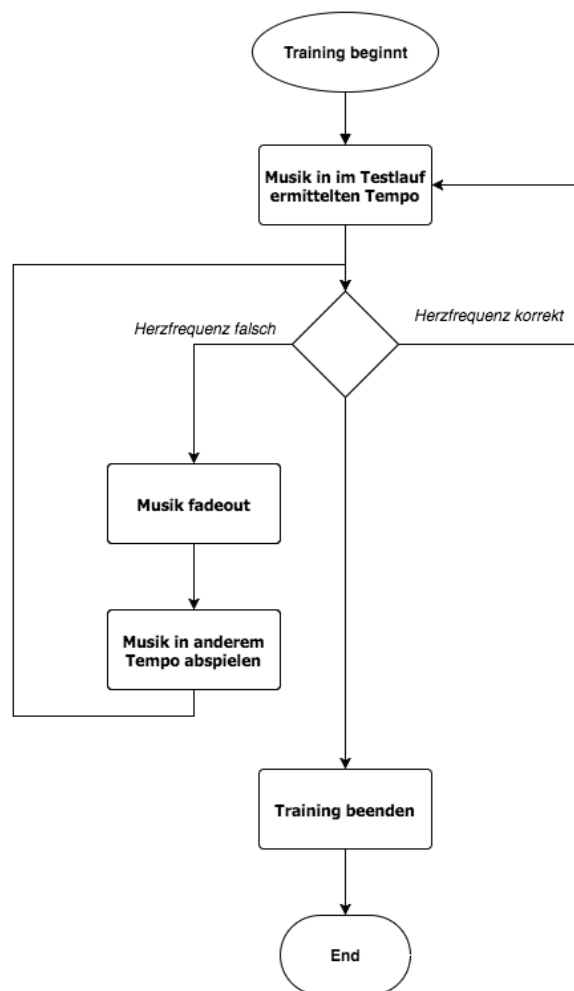 Training beginnt
Musik in im Testlauf
ermittelten Tempo
Herzfrequenz falsch
Herzfrequenz korrekt
Musik fadeout
Musik in anderem
Tempo abspielen
Training beenden
End